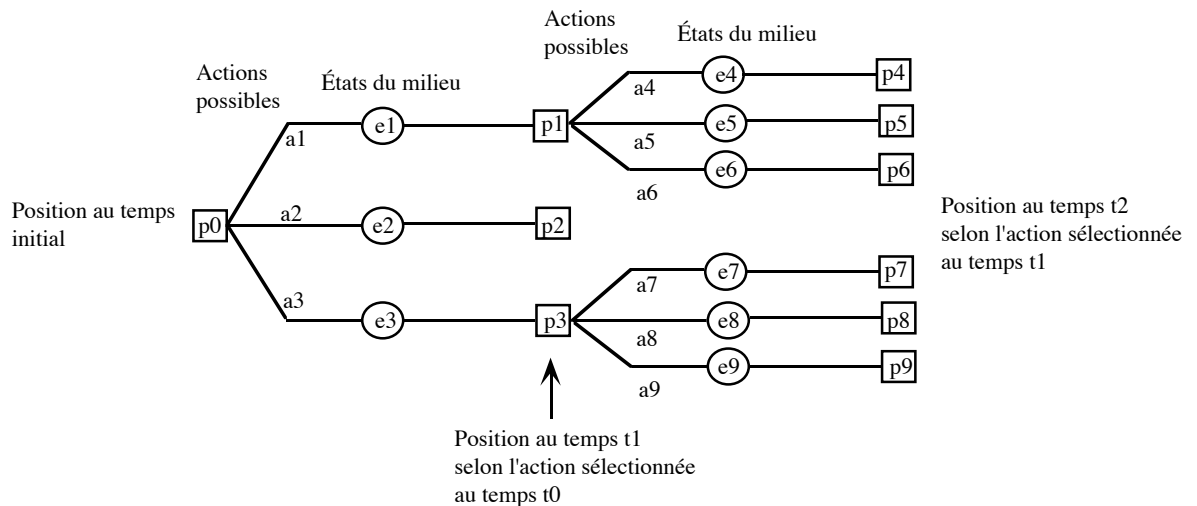 Actions
possibles
États du milieu
Actions
possibles
États du milieu
a1
e1
p1
a4
e4
p4
a5
e5
p5
a6
e6
p6
Position au temps
initial
p0
a2
e2
p2
Position au temps t2
selon l'action sélectionnée
au temps t1
a3
e3
p3
a7
e7
p7
a8
e8
p8
a9
e9
p9
Position au temps t1
selon l'action sélectionnée
au temps t0